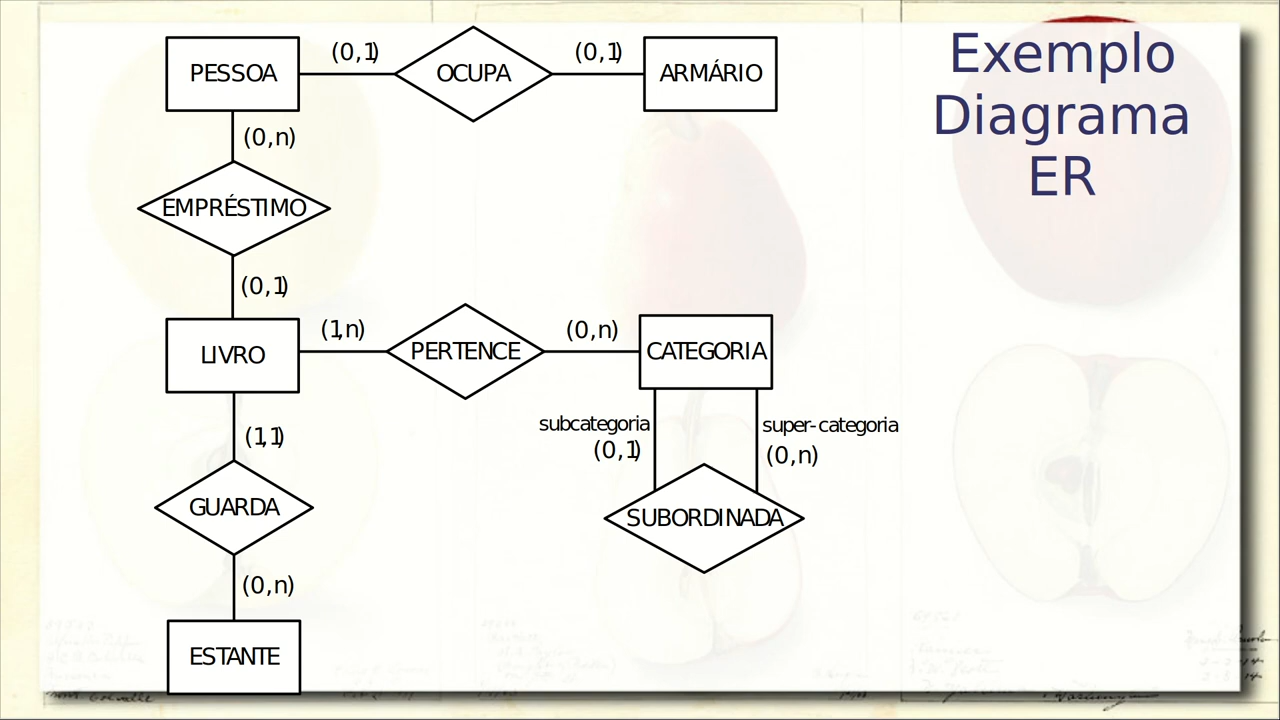 Exemplo
Diagrama
ER
PESSOA
(0,1)
OCUPA
(0,1)
ARMÁRIO
(0,n)
EMPRÉSTIMO
(0,1)
LIVRO
(1,n)
PERTENCE
(0,n)
CATEGORIA
subcategoria
(0,1)
super-categoria
(0,n)
SUBORDINADA
(1,1)
GUARDA
(0,n)
ESTANTE